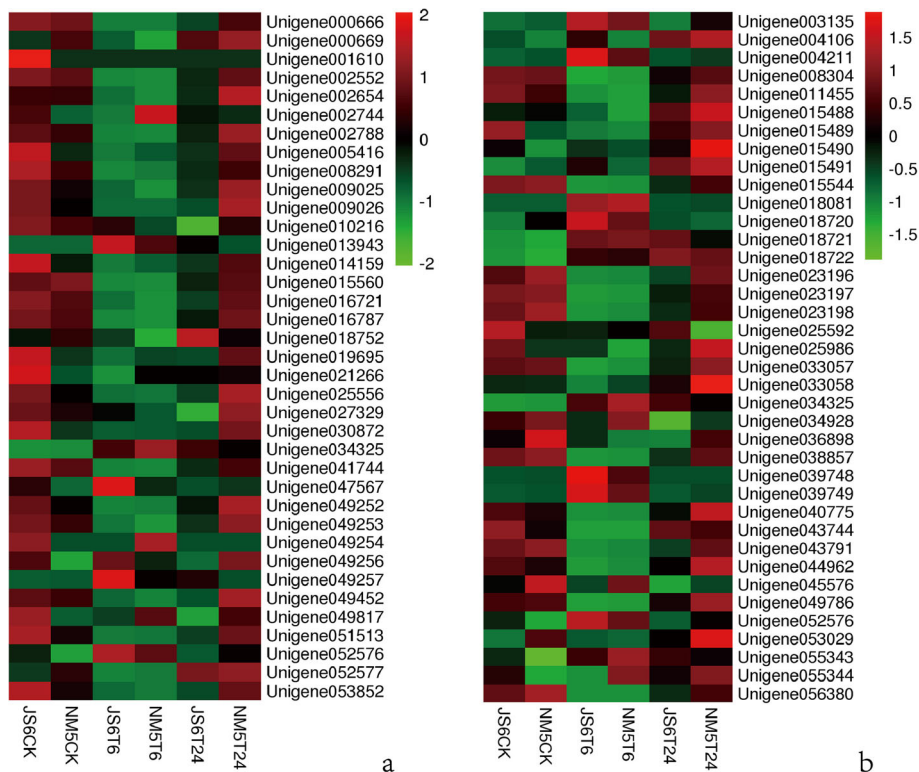 Unigene000666
Unigene000669
Unigene001610
Unigene002552
Unigene002654
Unigene002744
Unigene002788
Unigene005416
Unigene008291
Unigene009025
Unigene009026
Unigene010216
Unigene013943
Unigene014159
Unigene015560
Unigene016721
Unigene016787
Unigene018752
Unigene019695
Unigene021266
Unigene025556
Unigene027329
Unigene030872
Unigene034325
Unigene041744
Unigene047567
Unigene049252
Unigene049253
Unigene049254
Unigene049256
Unigene049257
Unigene049452
Unigene049817
Unigene051513
Unigene052576
Unigene052577
Unigene053852
JS6CK
NM5CK
JS6T6
NM5T6
JS6T24
NM5T24
2
1
0
-1
-2
a
Unigene003135
Unigene004106
Unigene004211
Unigene008304
Unigene011455
Unigene015488
Unigene015489
Unigene015490
Unigene015491
Unigene015544
Unigene018081
Unigene018720
Unigene018721
Unigene018722
Unigene023196
Unigene023197
Unigene023198
Unigene025592
Unigene025986
Unigene033057
Unigene033058
Unigene034325
Unigene034928
Unigene036898
Unigene038857
Unigene039748
Unigene039749
Unigene040775
Unigene043744
Unigene043791
Unigene044962
Unigene045576
Unigene049786
Unigene052576
Unigene053029
Unigene055343
Unigene055344
Unigene056380
JS6CK
NM5CK
JS6T6
NM5T6
JS6T24
NM5T24
1.5
1
0.5
0
-0.5
-1
-1.5
b